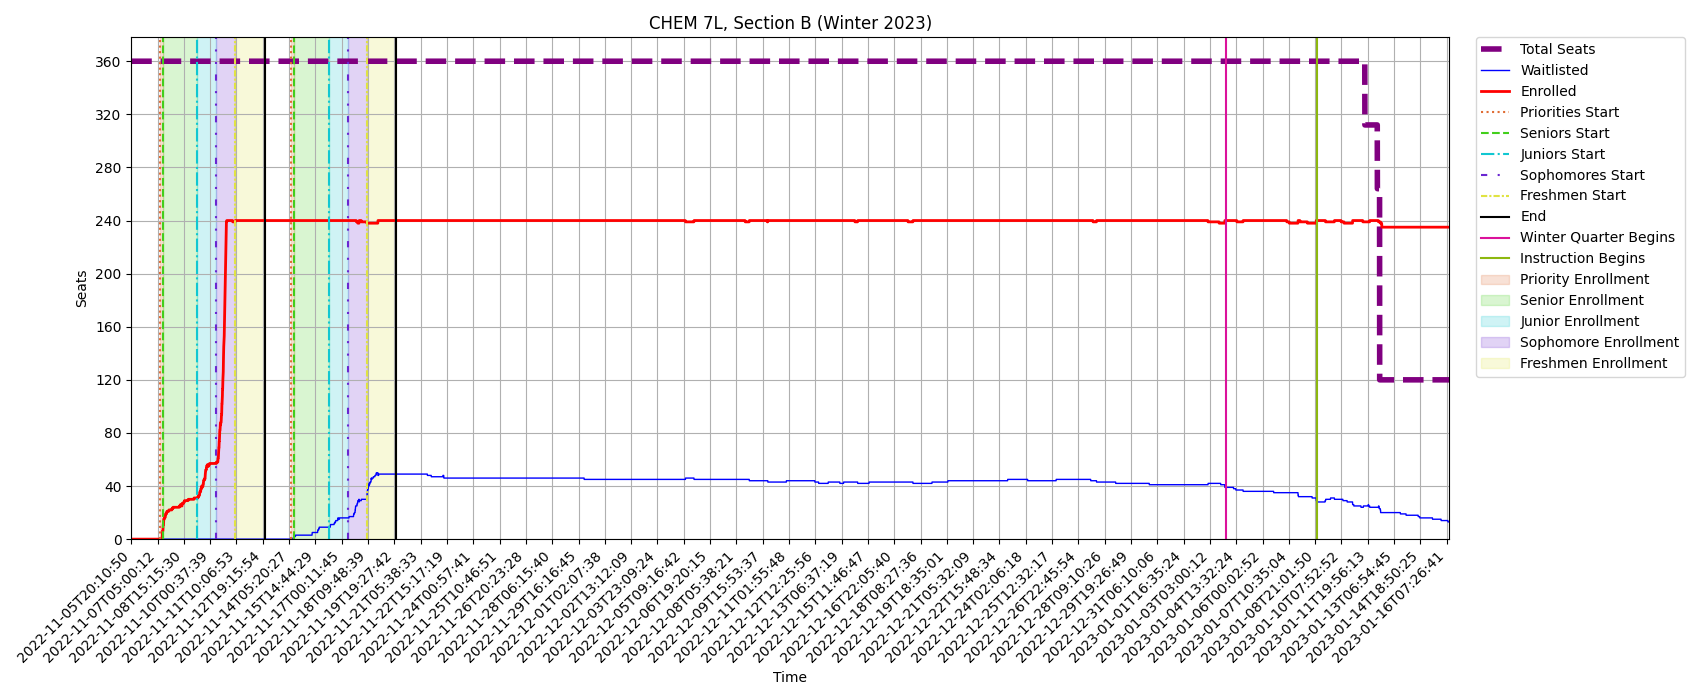 CHEM 7L, Section B (Winter 2023)
Seats
360
320
280
240
200
160
120
80
40
0
2022-11-05T20:10:50
2022-11-07T05:00:12
2022-11-08T15:15:30
2022-11-10T00:37:39
2022-11-11T10:06:53
2022-11-12T19:15:54
2022-11-14T05:20:27
2022-11-15T14:44:29
2022-11-17T00:11:45
2022-11-18T09:48:39
2022-11-19T19:27:42
2022-11-21T05:38:33
2022-11-22T15:17:19
2022-11-24T00:57:41
2022-11-25T10:46:51
2022-11-26T20:23:28
2022-11-28T06:15:40
2022-11-29T16:16:45
2022-12-01T02:07:38
2022-12-02T13:12:09
2022-12-03T23:09:24
2022-12-05T09:16:42
2022-12-06T19:20:15
2022-12-08T05:38:21
2022-12-09T15:53:37
2022-12-11T01:55:48
2022-12-12T12:25:56
2022-12-13T06:37:19
2022-12-15T11:46:47
2022-12-16T22:05:40
2022-12-18T08:27:36
2022-12-19T18:35:01
2022-12-21T05:32:09
2022-12-22T15:48:34
2022-12-24T02:06:18
2022-12-25T12:32:17
2022-12-26T22:45:54
2022-12-28T09:10:26
2022-12-29T19:26:49
2022-12-31T06:10:06
2023-01-01T16:35:24
2023-01-03T03:00:12
2023-01-04T13:32:24
2023-01-06T00:02:52
2023-01-07T10:35:04
2023-01-08T21:01:50
2023-01-10T07:52:52
2023-01-11T19:56:13
2023-01-13T06:54:45
2023-01-14T18:50:25
2023-01-16T07:26:41
Time
Total Seats
Waitlisted
Enrolled
Priorities Start
Seniors Start
Juniors Start
Sophomores Start
Freshmen Start
End
Winter Quarter Begins
Instruction Begins
Priority Enrollment
Senior Enrollment
Junior Enrollment
Sophomore Enrollment
Freshmen Enrollment